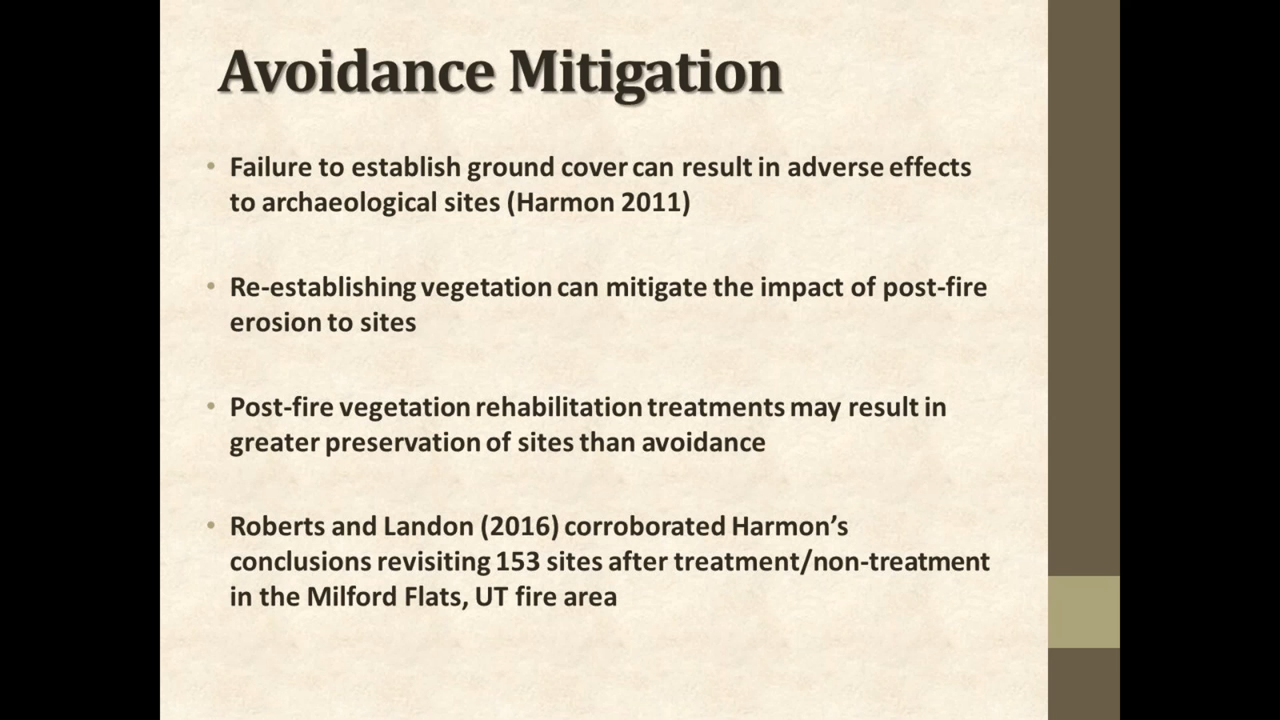 Avoidance Mitigation
• Failure to establish ground cover can result in adverse effects
to archaeological sites (Harmon 2011)
• Re-establishing vegetation can mitigate the impact of post-fire
erosion to sites
• Post-fire vegetation rehabilitation treatments may result in
greater preservation of sites than avoidance
• Roberts and Landon (2016) corroborated Harmon’s
conclusions revisiting 153 sites after treatment/non-treatment
in the Milford Flats, UT fire area